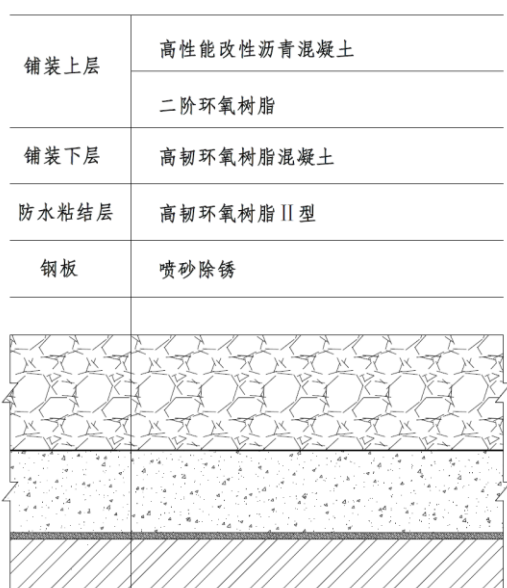 铺装上层
高性能改性沥青混凝土
二阶环氧树脂
铺装下层
高韧环氧树脂混凝土
防水粘结层
高韧环氧树脂II型
钢板
喷砂除锈